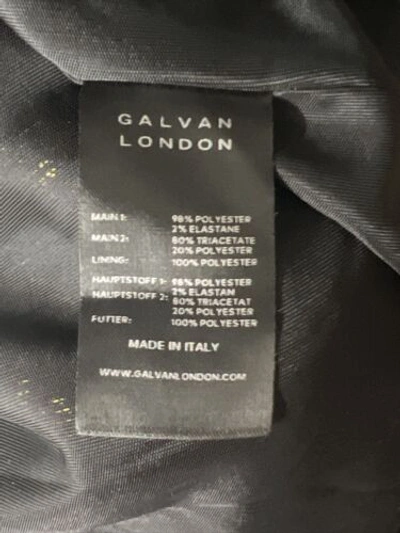 GALVAN
LONDON
MAIN 1: 98% POLYESTER
2% ELASTANE
MAIN 2: 80% TRIACETATE
20% POLYESTER
LINING: 100% POLYESTER
HAUPTSTOFF 1: 98% POLYESTER
2% ELASTAN
HAUPTSTOFF 2: 80% TRIACETAT
20% POLYESTER
FUTTER: 100% POLYESTER
MADE IN ITALY
WWW.GALVANLONDON.COM